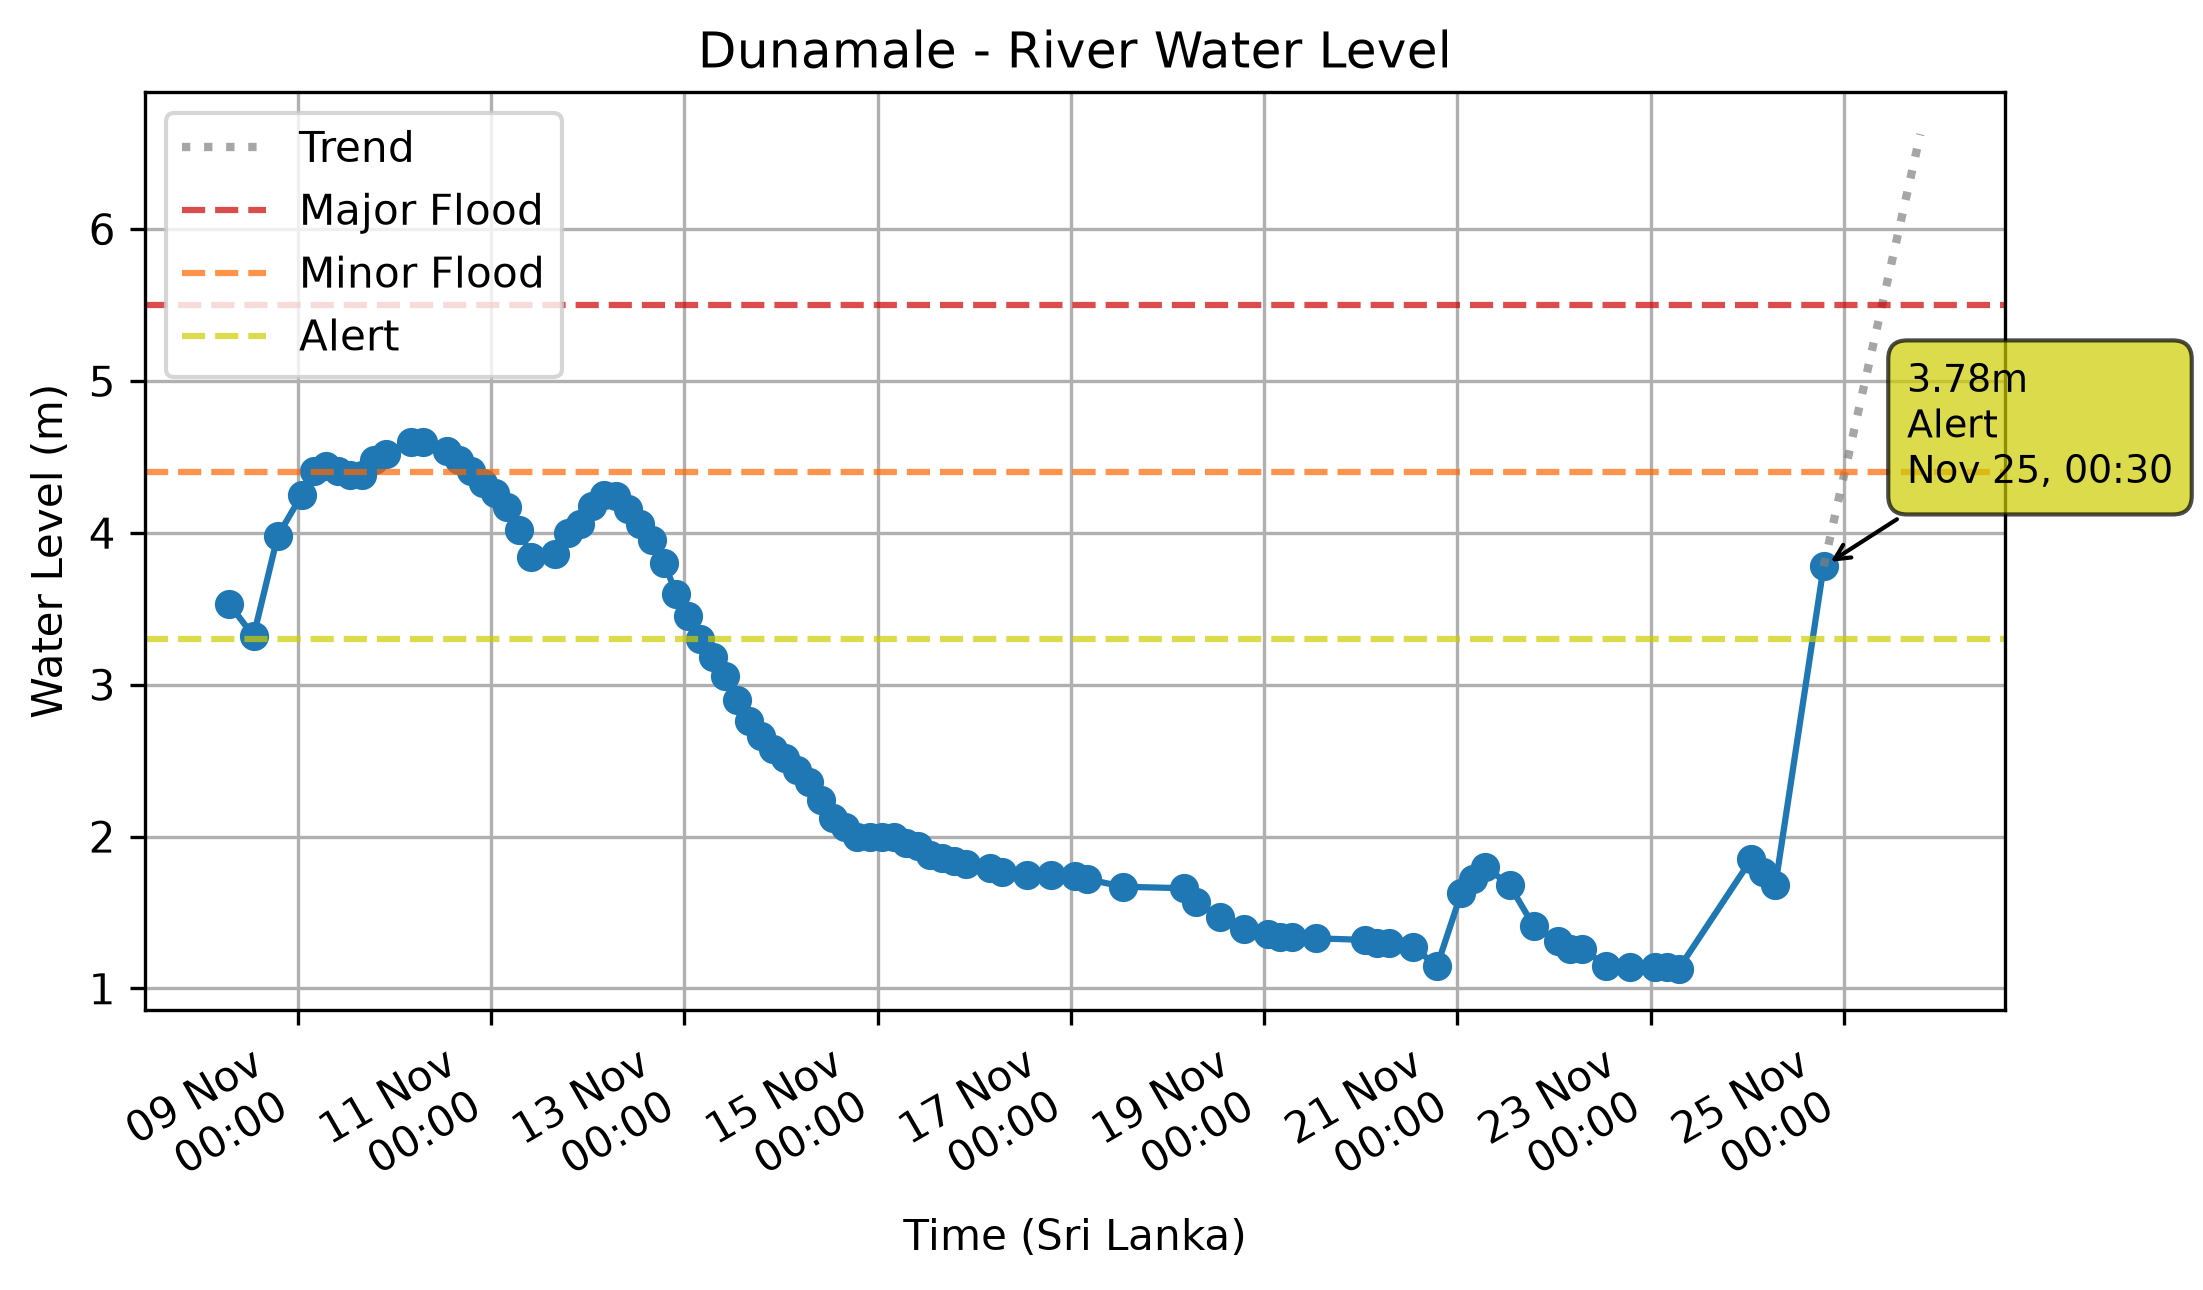 Dunamale - River Water Level
Trend
Major Flood
Minor Flood
Alert
6
5
4
3
2
1
Water Level (m)
3.78m
Alert
Nov 25, 00:30
09 Nov
00:00
11 Nov
00:00
13 Nov
00:00
15 Nov
00:00
17 Nov
00:00
19 Nov
00:00
21 Nov
00:00
23 Nov
00:00
25 Nov
00:00
Time (Sri Lanka)